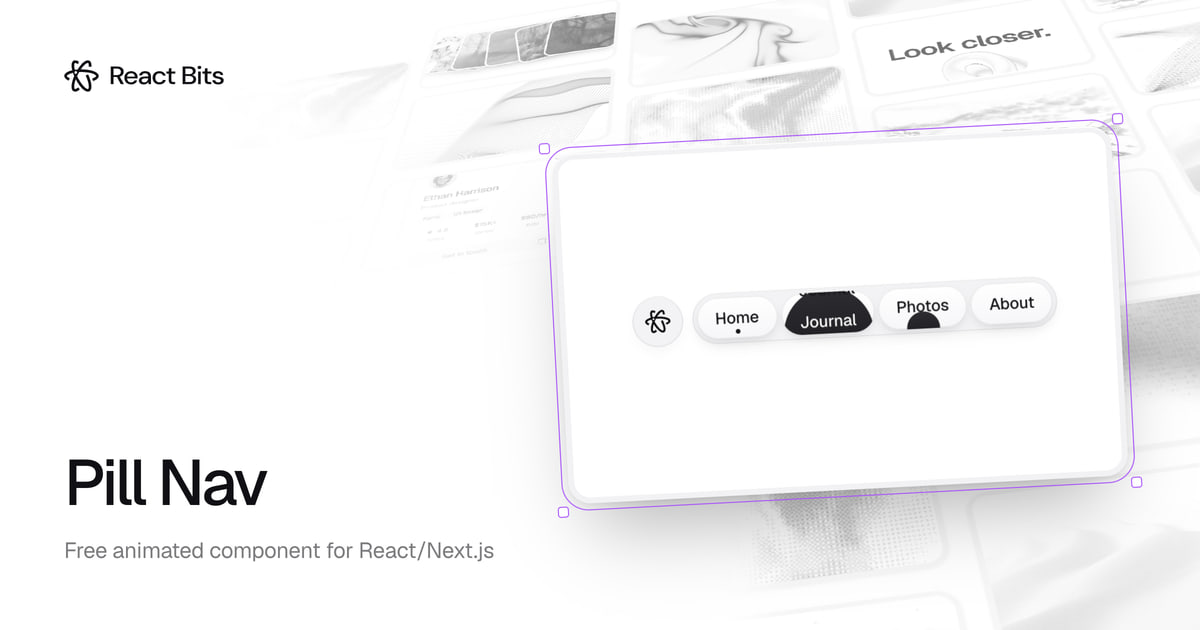 React Bits
Look closer.
Ethan Harrison
Home
Journal
Photos
About
Pill Nav
Free animated component for React/Next.js